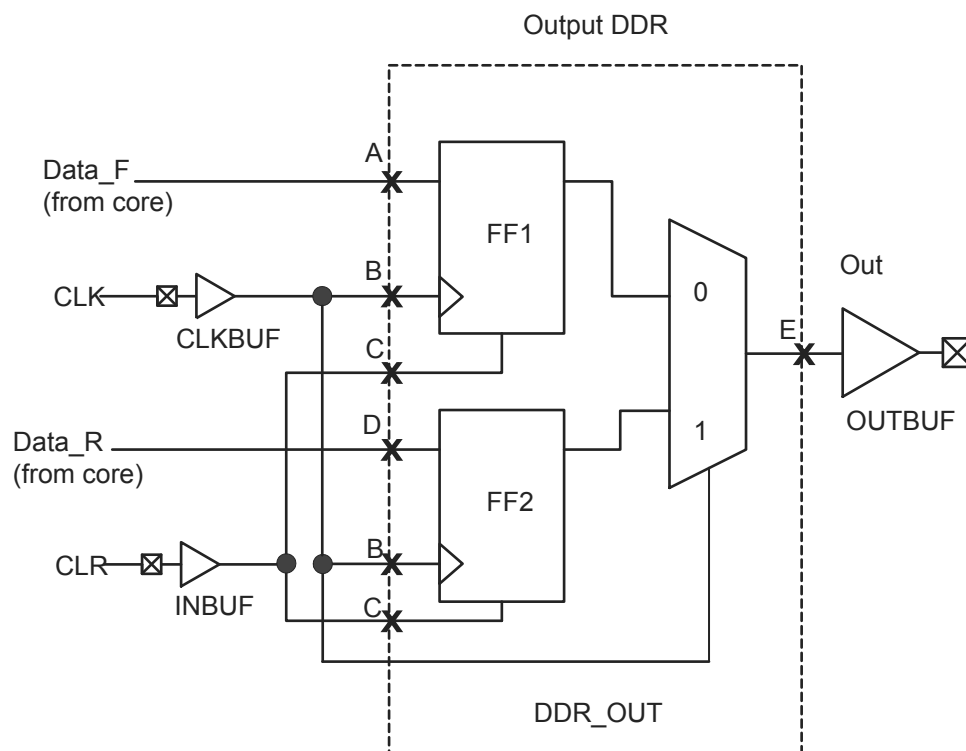 Output DDR
A
Data_F
(from core)
FF1
B
CLK
CLKBUF
0
Out
E
C
OUTBUF
D
Data_R
(from core)
1
FF2
B
CLR
INBUF
C
DDR_OUT